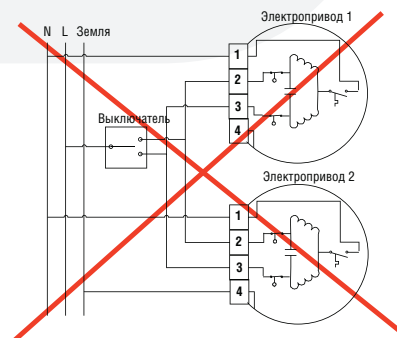 Электропривод 1
N L Земля
1
2
3
4
Выключатель
Электропривод 2
1
2
3
4